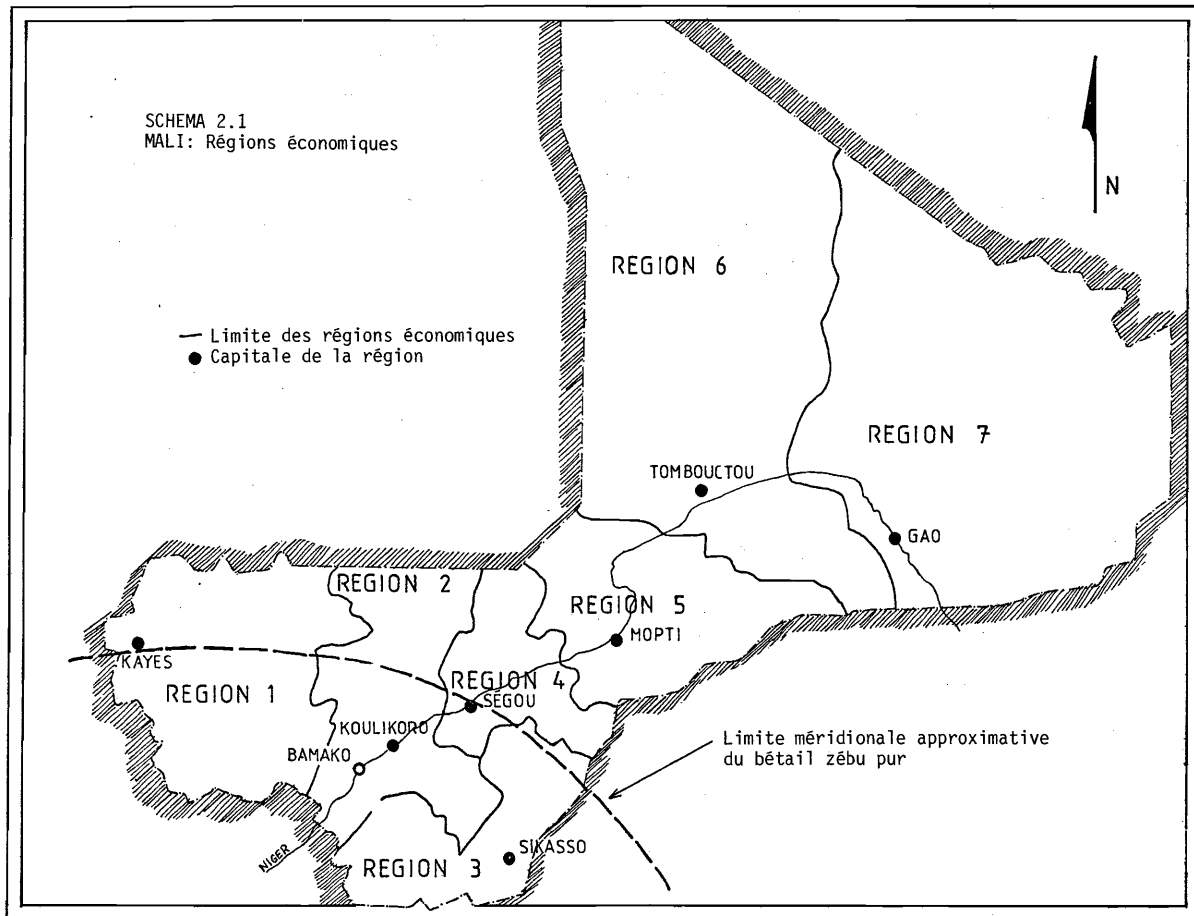 SCHEMA 2.1
MALI: Régions économiques
N
REGION 6
Limite des régions économiques
Capitale de la région
REGION 7
TOMBOUCTOU
GAO
REGION 2
REGION 5
MOPTI
KAYES
REGION 1
REGION 4
SÉGOU
KOULIKORO
BAMAKO
Limite méridionale approximative
du bétail zébu pur
NIGER
SIKASSO
REGION 3